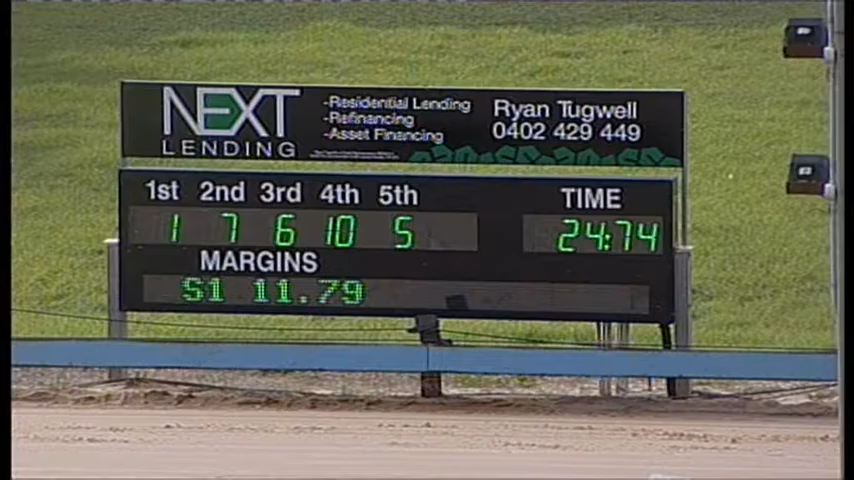 NEXT
LENDING
-Residential Lending
-Refinancing
-Asset Financing
Ryan Tugwell
0402 429 449
1st 2nd 3rd 4th 5th TIME
1 7 6 10 5 24:74
MARGINS
S1 11.79